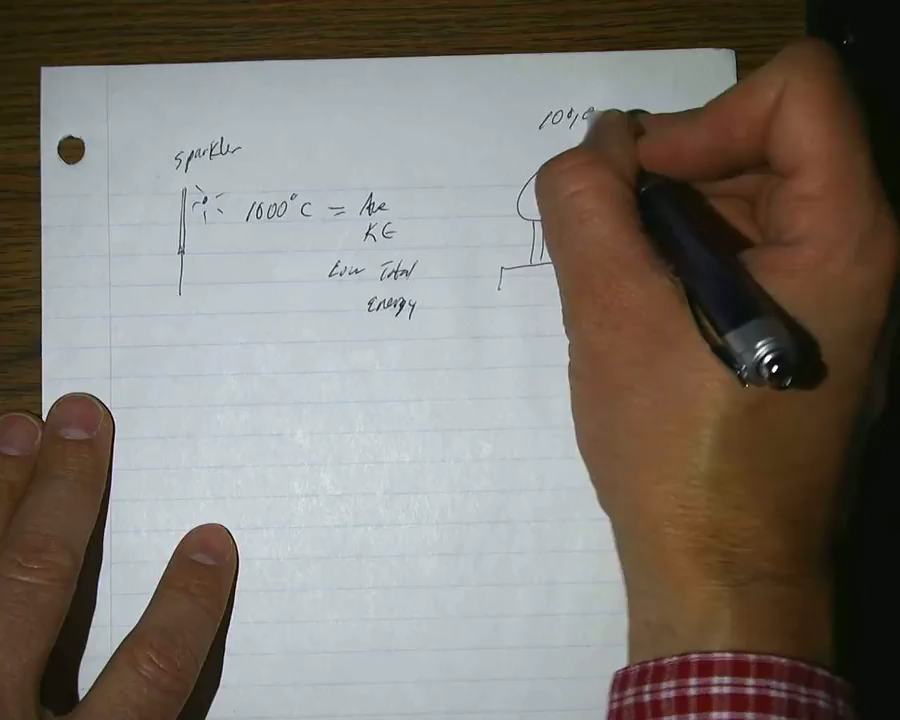 Sparkler
1000°C = Ave
KE
Low Total
Energy